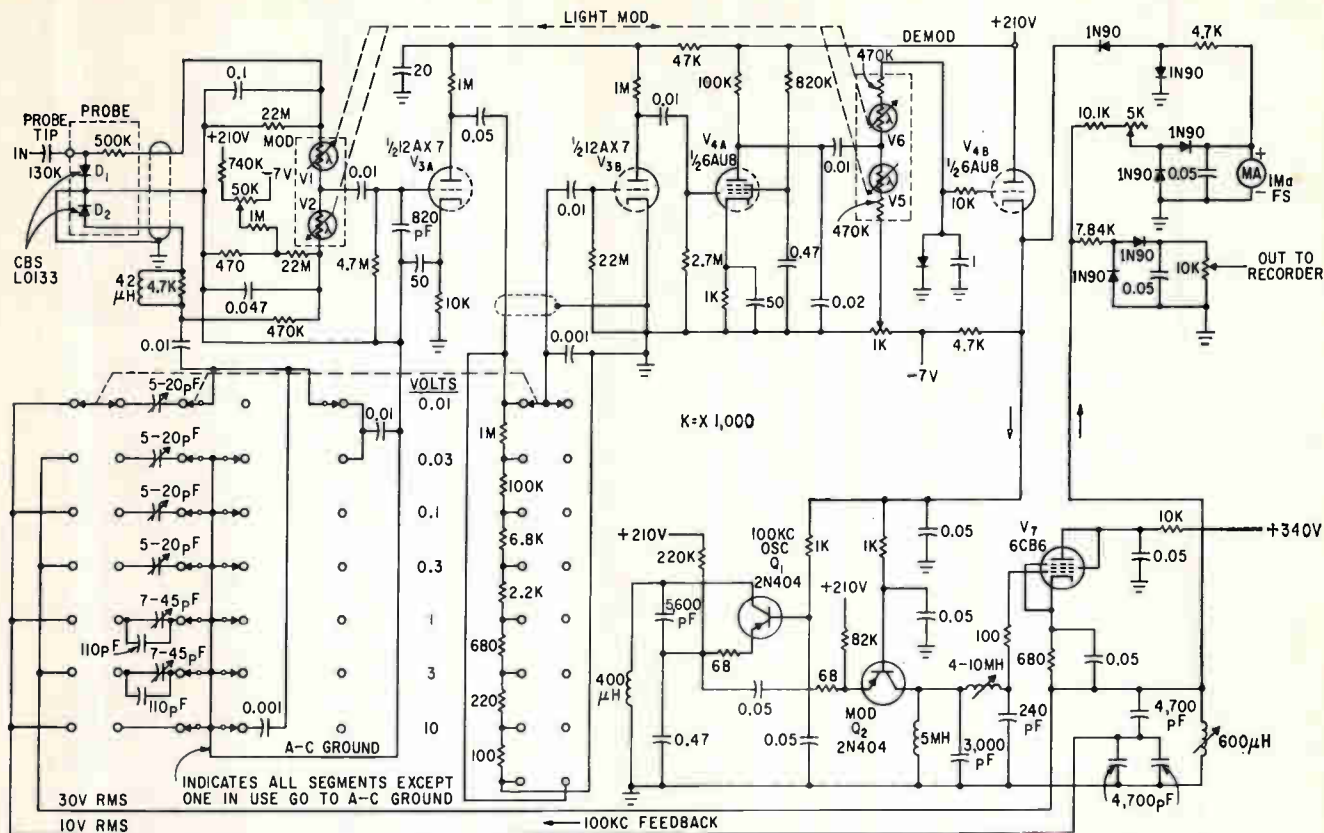 LIGHT MOD
+210V
DEMOD
1N90
4.7K
0.1
20
1M
47K
100K
820K
470K
1N90
PROBE
PROBE TIP
500K
22M
+210V
MOD
0.05
1M
0.01
V6
10.1K
5K
1N90
IN
130K
D1
740K
-7V
V1
0.01
½12AX7
V3A
½12AX7
V3B
V4A
½6AU8
0.01
V4B
½6AU8
1N90
0.05
+
MA
-
1Ma
FS
50K
V2
D2
1M
820
pF
0.01
V5
10K
7.84K
CBS
LO133
470
22M
4.7M
50
22M
2.7M
0.47
470K
1
1N90
1N90
0.05
10K
OUT TO
RECORDER
42
µH
4.7K
0.047
10K
1K
50
0.02
470K
0.001
1K
4.7K
0.01
-7V
5-20pF
VOLTS
0.01
0.01
K=X 1,000
1M
5-20pF
0.03
100K
5-20pF
0.1
6.8K
+210V
100KC
OSC
Q1
2N404
1K
1K
0.05
V7
6CB6
10K
+340V
0.05
5-20pF
0.3
220K
2.2K
+210V
7-45pF
1
5,600
pF
82K
0.05
100
110pF
7-45pF
680
68
680
0.05
3
400
µH
68
4-10MH
110pF
220
0.05
MOD
Q2
2N404
240
pF
4,700
pF
0.001
10
0.47
0.05
5MH
3,000
pF
600µH
A-C GROUND
100
INDICATES ALL SEGMENTS EXCEPT
ONE IN USE GO TO A-C GROUND
4,700pF
30V RMS
10V RMS
100KC FEEDBACK